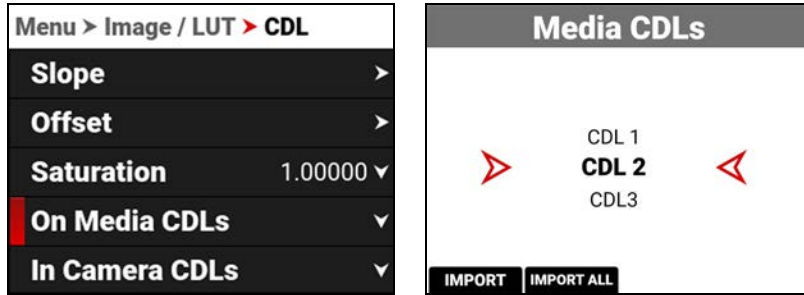 Menu > Image / LUT > CDL
Slope
Offset
Saturation 1.00000
On Media CDLs
In Camera CDLs
Media CDLs
CDL 1
CDL 2
CDL3
IMPORT IMPORT ALL